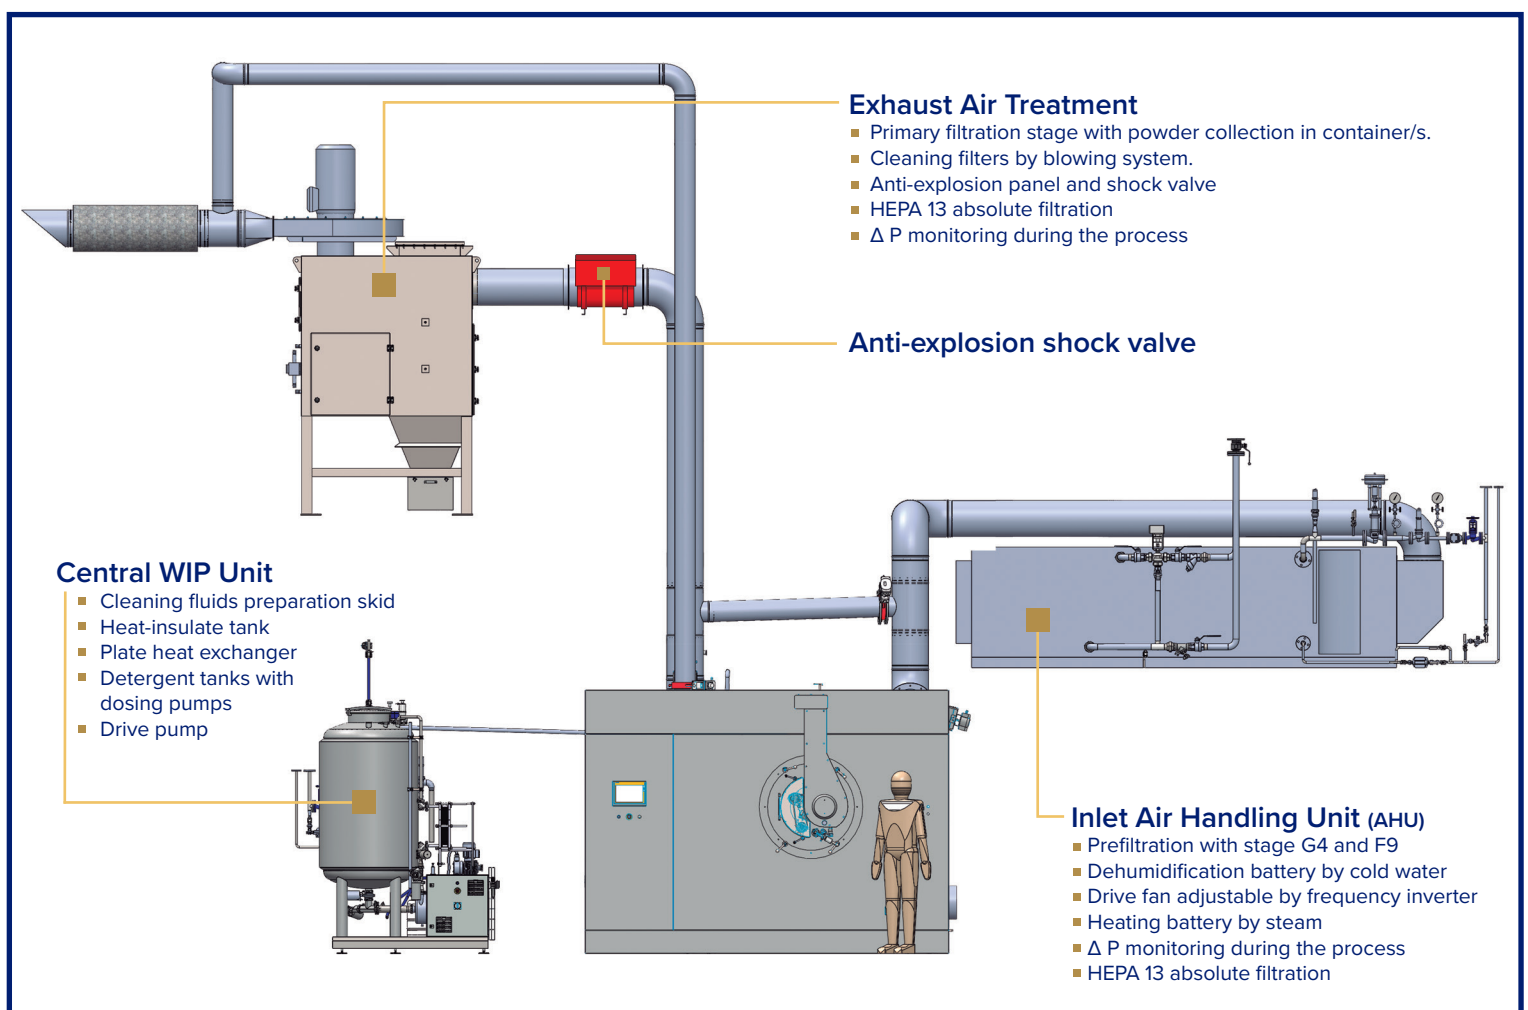 Exhaust Air Treatment
Primary filtration stage with powder collection in container/s.
Cleaning filters by blowing system.
Anti-explosion panel and shock valve
HEPA 13 absolute filtration
Δ P monitoring during the process
Anti-explosion shock valve
Central WIP Unit
Cleaning fluids preparation skid
Heat-insulate tank
Plate heat exchanger
Detergent tanks with
dosing pumps
Drive pump
Inlet Air Handling Unit (AHU)
Prefiltration with stage G4 and F9
Dehumidification battery by cold water
Drive fan adjustable by frequency inverter
Heating battery by steam
Δ P monitoring during the process
HEPA 13 absolute filtration